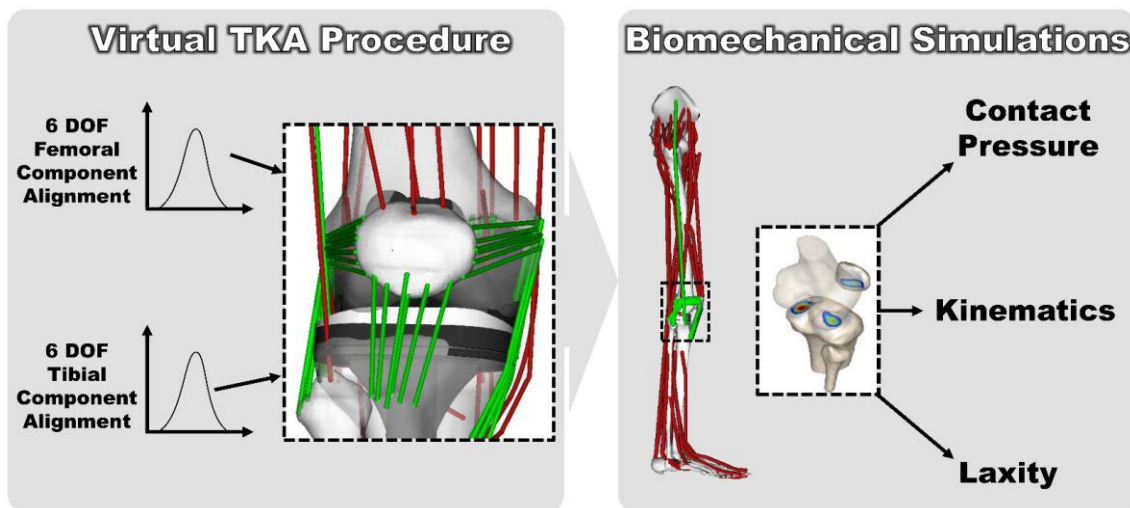 Virtual TKA Procedure
6 DOF
Femoral
Component
Alignment
6 DOF
Tibial
Component
Alignment
Biomechanical Simulations
Contact
Pressure
Kinematics
Laxity